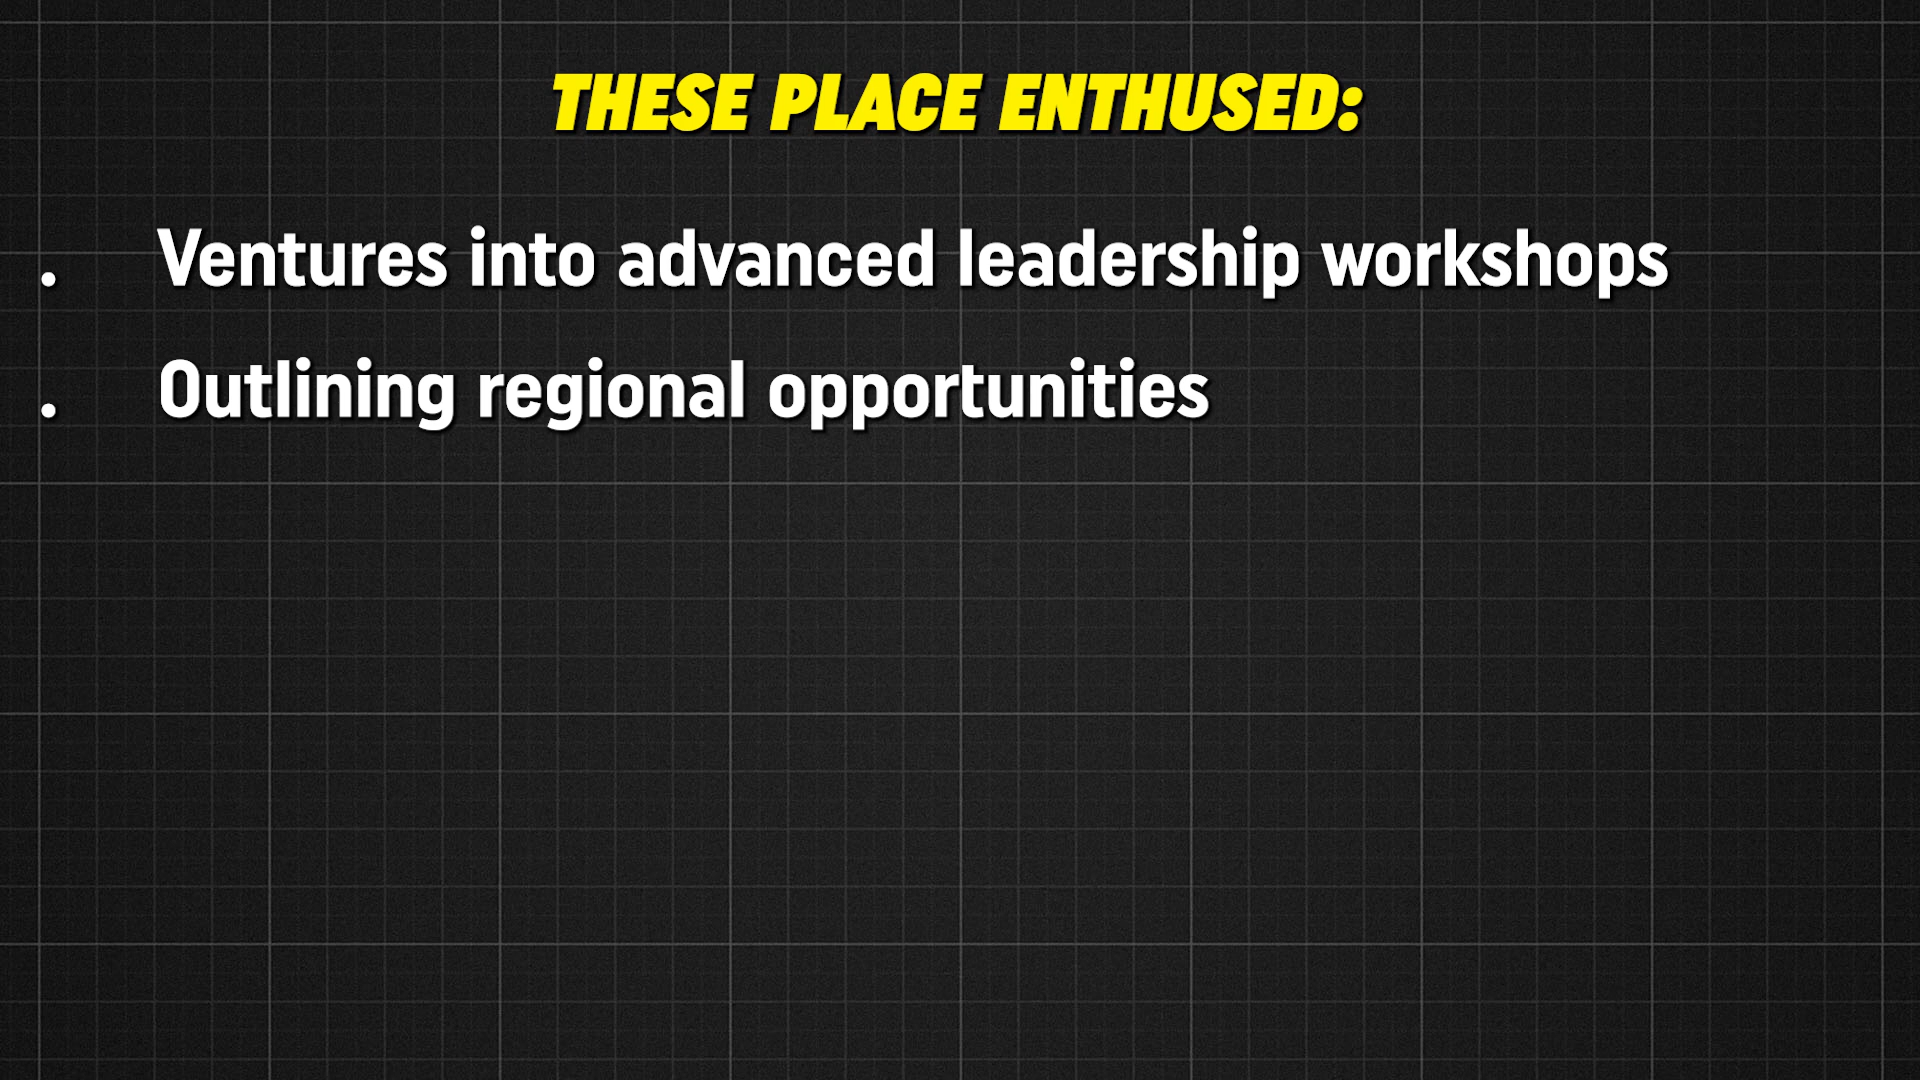 THESE PLACE ENTHUSED:
. Ventures into advanced leadership workshops
. Outlining regional opportunities